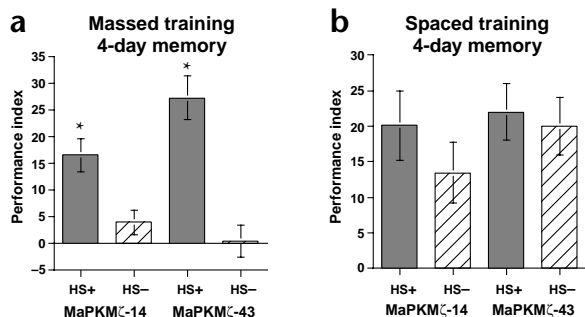 a
Massed training
4-day memory
Performance index
35
30
25
20
15
10
5
0
–5
*
*
HS+
HS–
HS+
HS–
MaPKMζ-14
MaPKMζ-43
b
Spaced training
4-day memory
Performance index
30
25
20
15
10
5
0
HS+
HS–
HS+
HS–
MaPKMζ-14
MaPKMζ-43